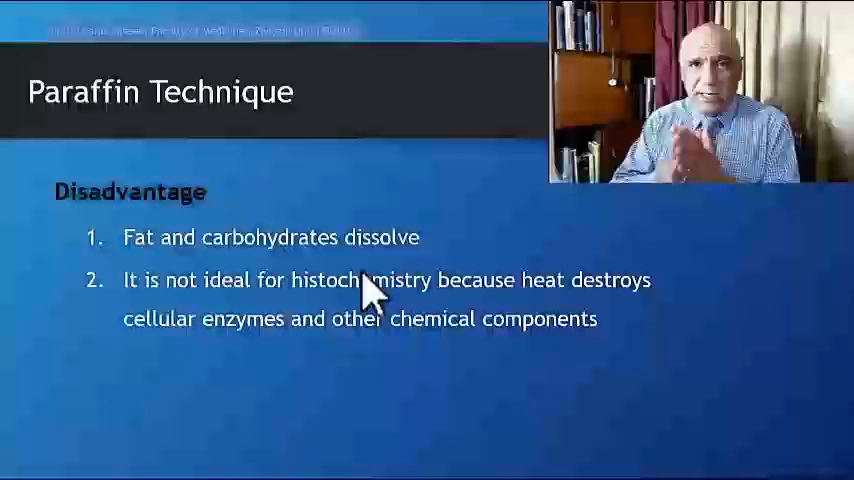 Paraffin Technique
Disadvantage
1. Fat and carbohydrates dissolve
2. It is not ideal for histochemistry because heat destroys
cellular enzymes and other chemical components